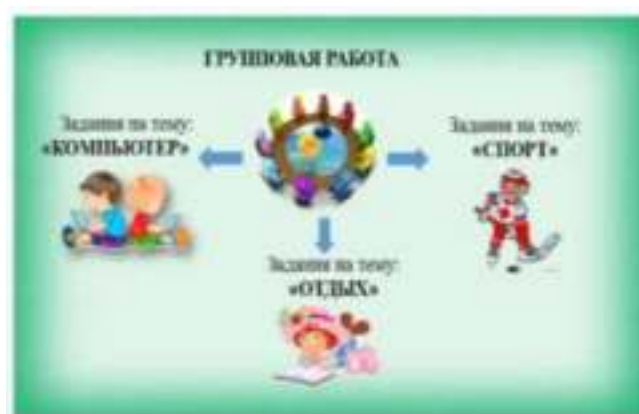 ГРУППОВАЯ РАБОТА
Задания на тему:
«КОМПЬЮТЕР»
Задания на тему:
«СПОРТ»
Задания на тему:
«ОТДЫХ»